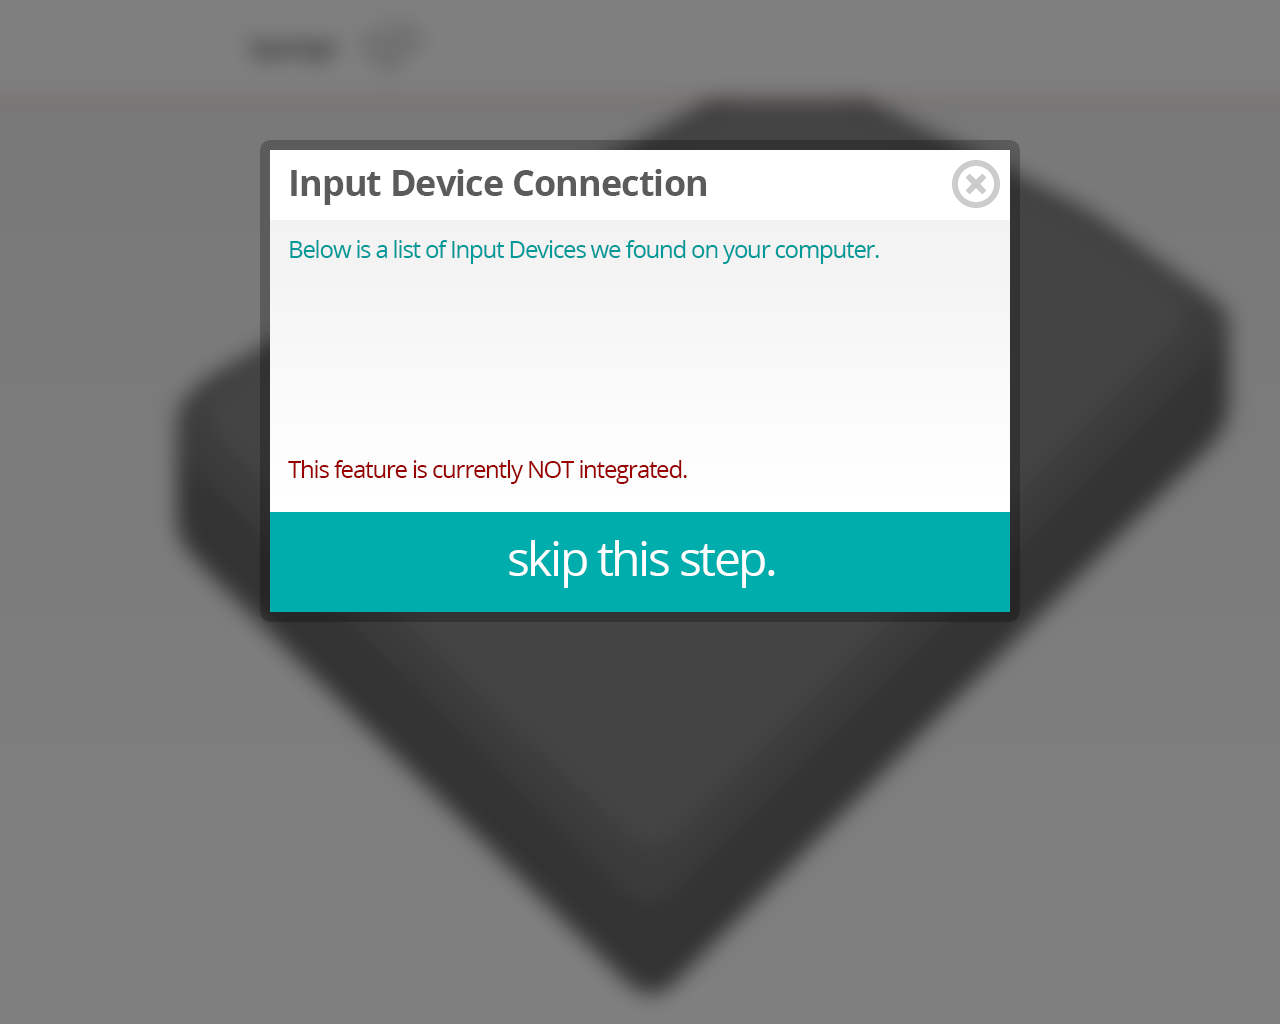 Input Device Connection
Below is a list of Input Devices we found on your computer.
This feature is currently NOT integrated.
skip this step.